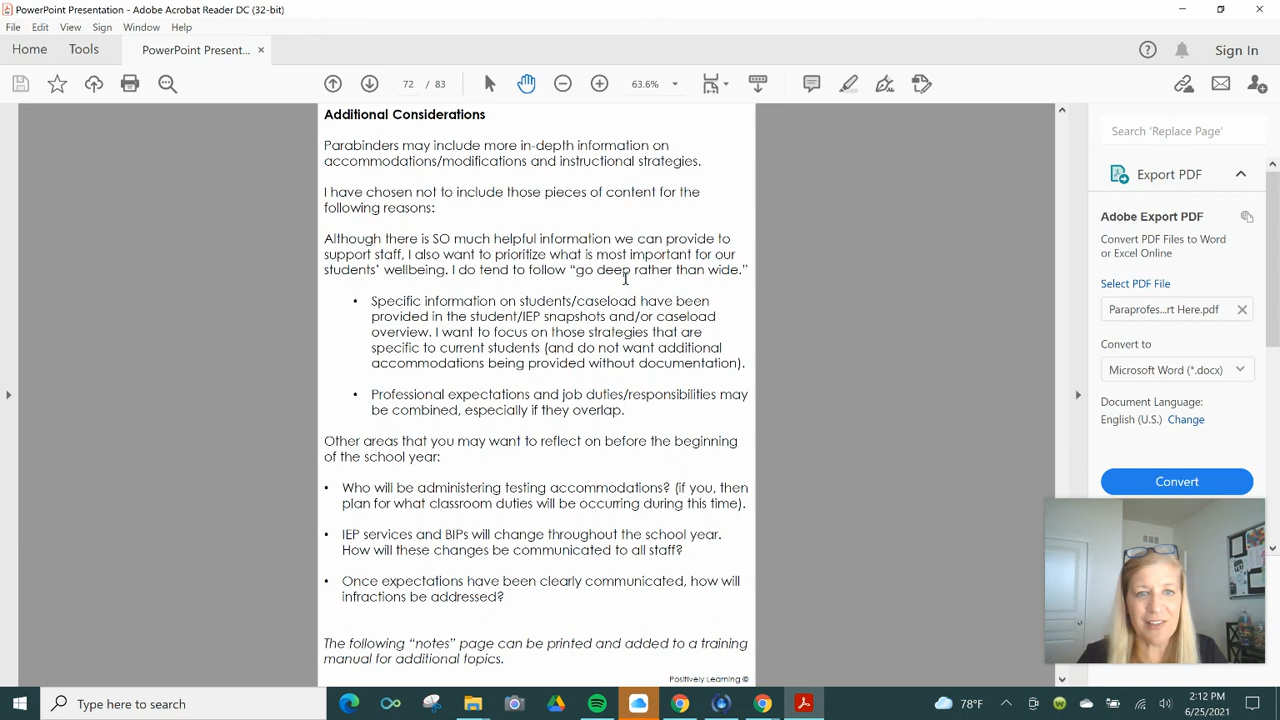 PowerPoint Presentation - Adobe Acrobat Reader DC (32-bit)
File Edit View Sign Window Help
Home Tools PowerPoint Present... × Sign In
72 / 83 63.6%
Additional Considerations
Parabinders may include more in-depth information on
accommodations/modifications and instructional strategies.
I have chosen not to include those pieces of content for the
following reasons:
Although there is SO much helpful information we can provide to
support staff, I also want to prioritize what is most important for our
students’ wellbeing. I do tend to follow “go deep rather than wide.”
• Specific information on students/caseload have been
provided in the student/IEP snapshots and/or caseload
overview. I want to focus on those strategies that are
specific to current students (and do not want additional
accommodations being provided without documentation).
• Professional expectations and job duties/responsibilities may
be combined, especially if they overlap.
Other areas that you may want to reflect on before the beginning
of the school year:
• Who will be administering testing accommodations? (if you, then
plan for what classroom duties will be occurring during this time).
• IEP services and BIPs will change throughout the school year.
How will these changes be communicated to all staff?
• Once expectations have been clearly communicated, how will
infractions be addressed?
The following “notes” page can be printed and added to a training
manual for additional topics.
Positively Learning ©
Search 'Replace Page'
Export PDF
Adobe Export PDF
Convert PDF Files to Word
or Excel Online
Select PDF File
Paraprofes...rt Here.pdf
Convert to
Microsoft Word (*.docx)
Document Language:
English (U.S.) Change
Convert
Type here to search
78°F
2:12 PM
6/25/2021